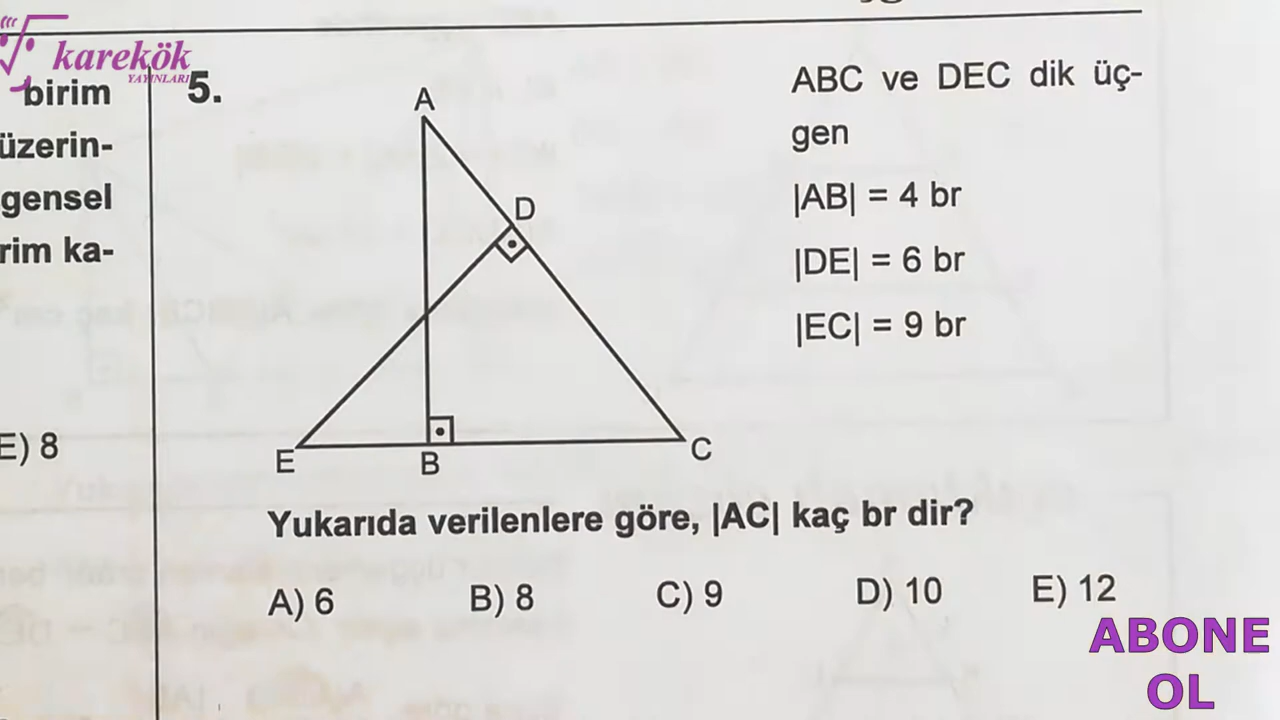 karekök
YAYINLARI
birim
üzerin-
gensel
rim ka-
E) 8
5.
A
D
E
B
C
ABC ve DEC dik üç-
gen
|AB| = 4 br
|DE| = 6 br
|EC| = 9 br
Yukarıda verilenlere göre, |AC| kaç br dir?
A) 6 B) 8 C) 9 D) 10 E) 12
ABONE
OL